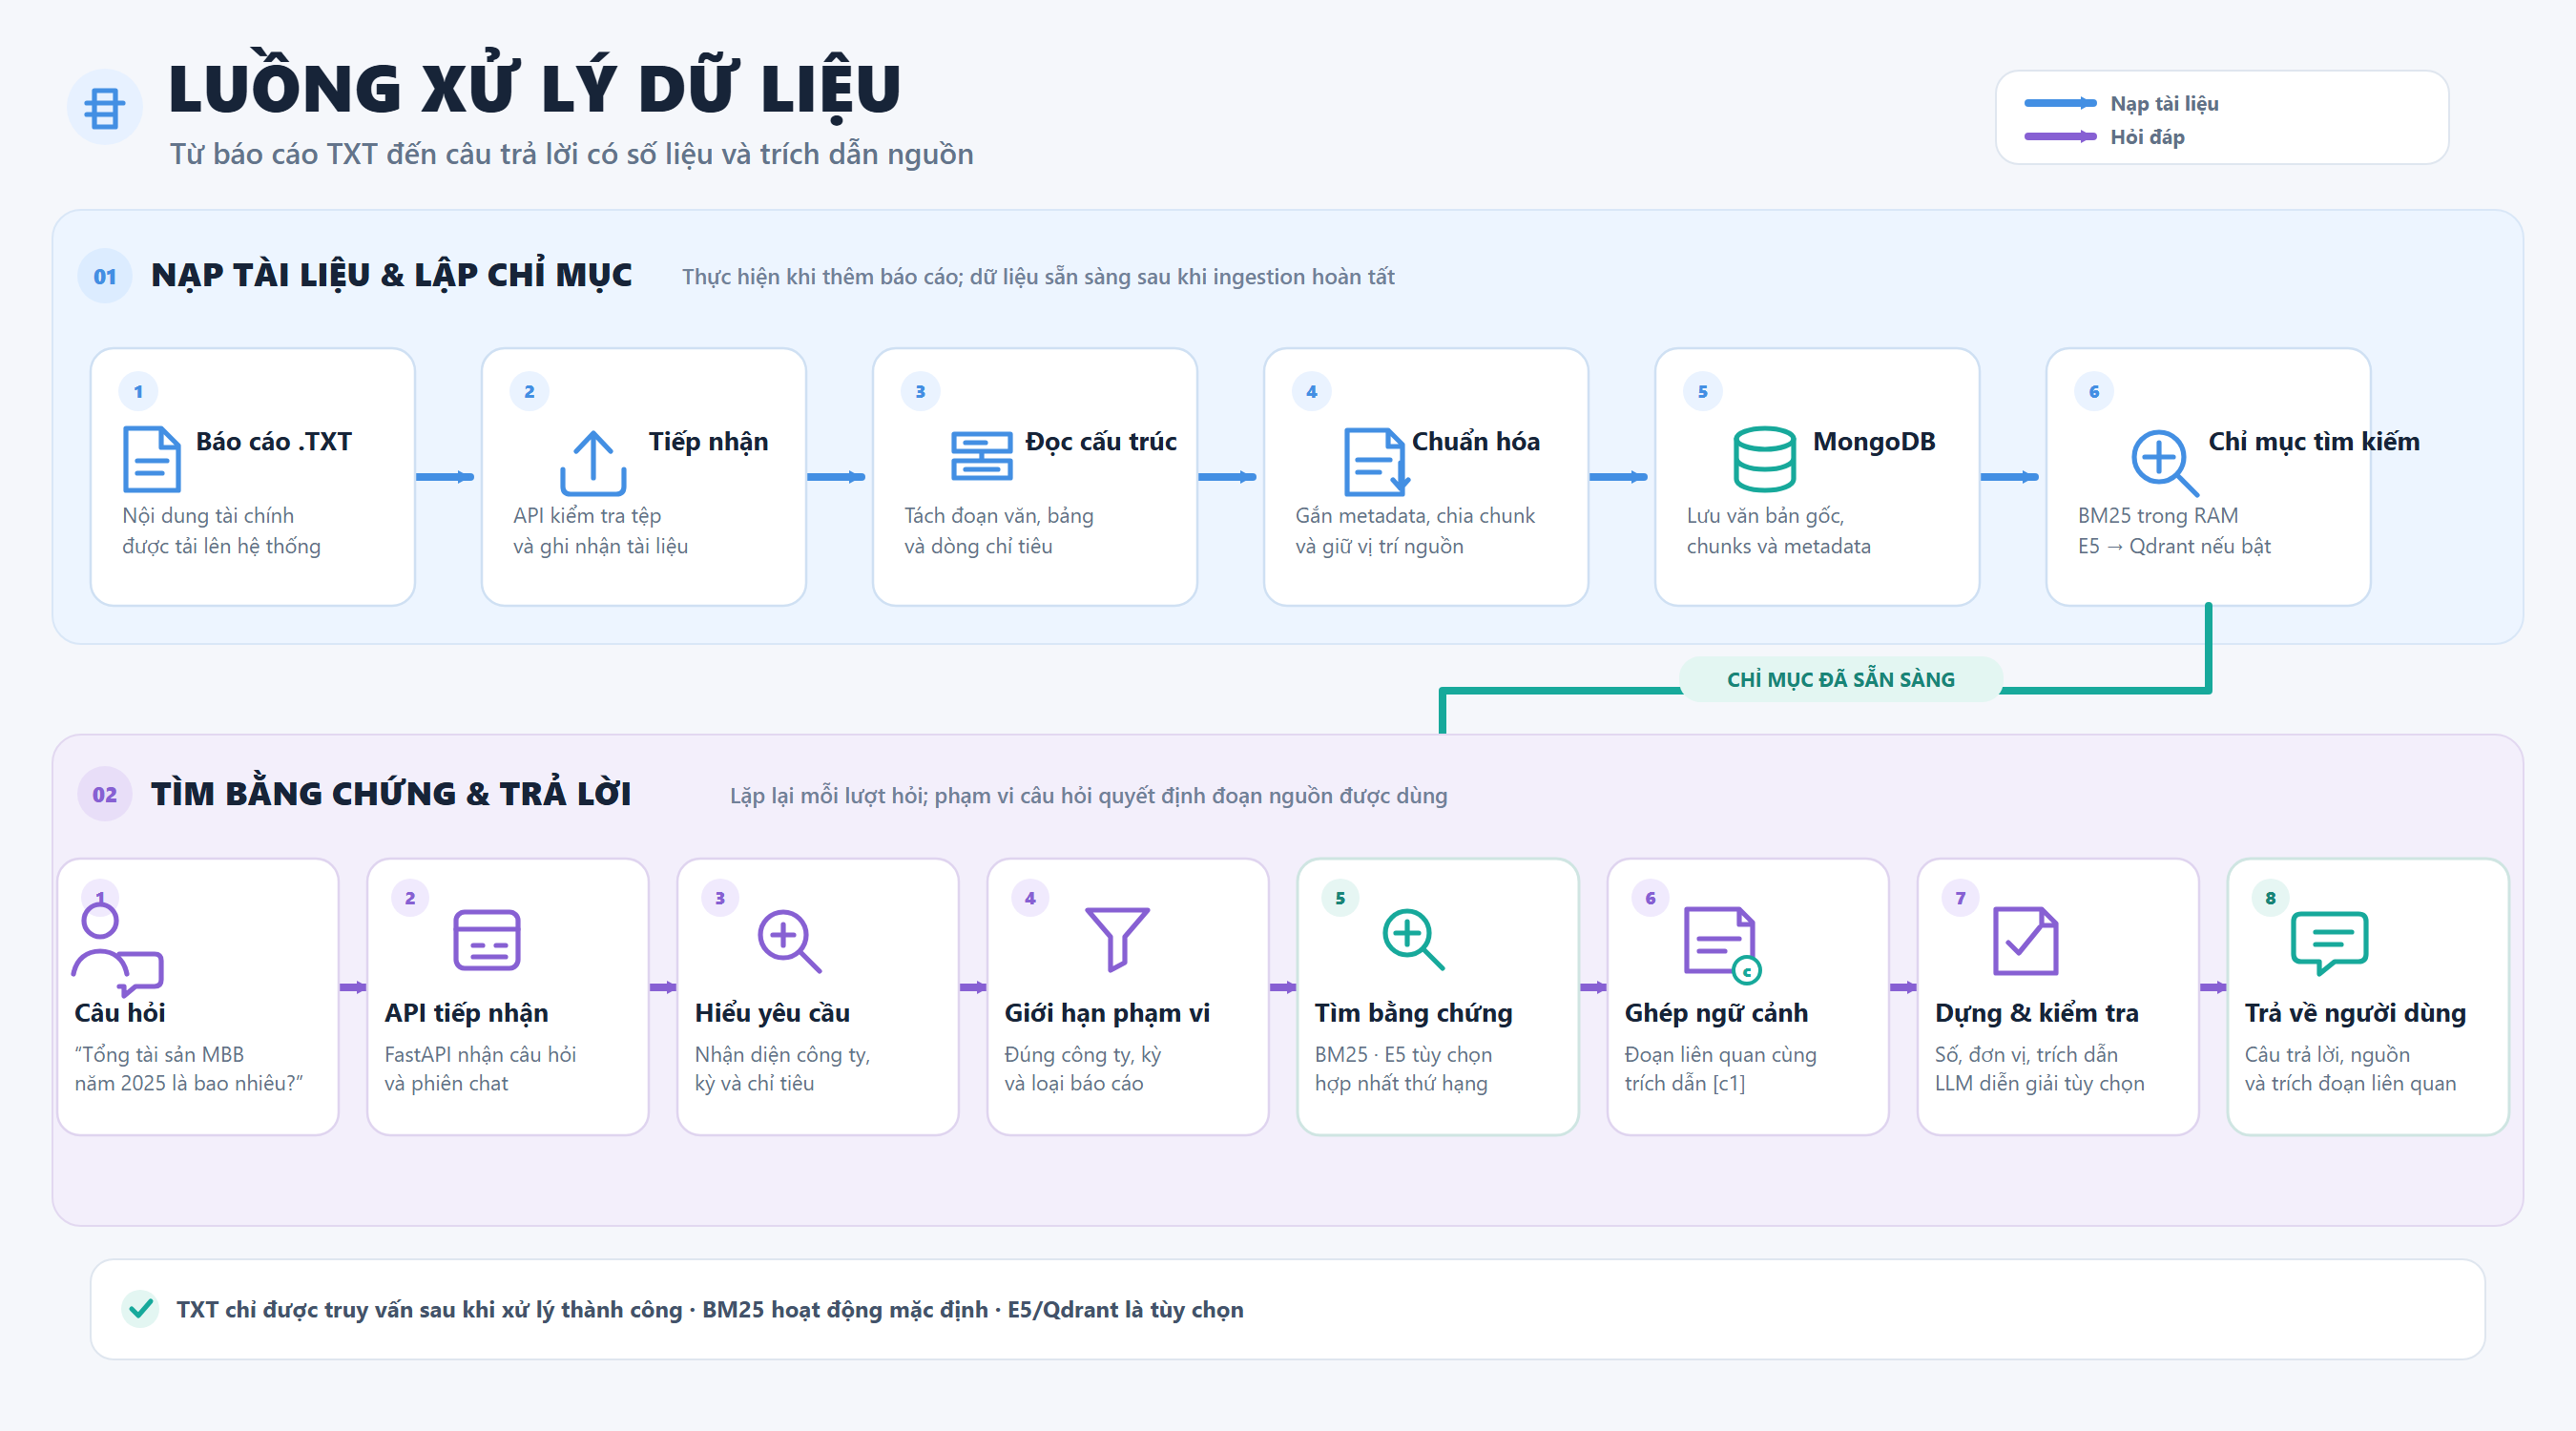 LUỒNG XỬ LÝ DỮ LIỆU
Từ báo cáo TXT đến câu trả lời có số liệu và trích dẫn nguồn
Nạp tài liệu
Hỏi đáp
01
NẠP TÀI LIỆU & LẬP CHỈ MỤC
Thực hiện khi thêm báo cáo; dữ liệu sẵn sàng sau khi ingestion hoàn tất
1
Báo cáo .TXT
Nội dung tài chính
được tải lên hệ thống
2
Tiếp nhận
API kiểm tra tệp
và ghi nhận tài liệu
3
Đọc cấu trúc
Tách đoạn văn, bảng
và dòng chỉ tiêu
4
Chuẩn hóa
Gắn metadata, chia chunk
và giữ vị trí nguồn
5
MongoDB
Lưu văn bản gốc,
chunks và metadata
6
Chỉ mục tìm kiếm
BM25 trong RAM
E5 → Qdrant nếu bật
CHỈ MỤC ĐÃ SẴN SÀNG
02
TÌM BẰNG CHỨNG & TRẢ LỜI
Lặp lại mỗi lượt hỏi; phạm vi câu hỏi quyết định đoạn nguồn được dùng
1
Câu hỏi
“Tổng tài sản MBB
năm 2025 là bao nhiêu?”
2
API tiếp nhận
FastAPI nhận câu hỏi
và phiên chat
3
Hiểu yêu cầu
Nhận diện công ty,
kỳ và chỉ tiêu
4
Giới hạn phạm vi
Đúng công ty, kỳ
và loại báo cáo
5
Tìm bằng chứng
BM25 · E5 tùy chọn
hợp nhất thứ hạng
6
c
Ghép ngữ cảnh
Đoạn liên quan cùng
trích dẫn [c1]
7
Dựng & kiểm tra
Số, đơn vị, trích dẫn
LLM diễn giải tùy chọn
8
Trả về người dùng
Câu trả lời, nguồn
và trích đoạn liên quan
TXT chỉ được truy vấn sau khi xử lý thành công · BM25 hoạt động mặc định · E5/Qdrant là tùy chọn